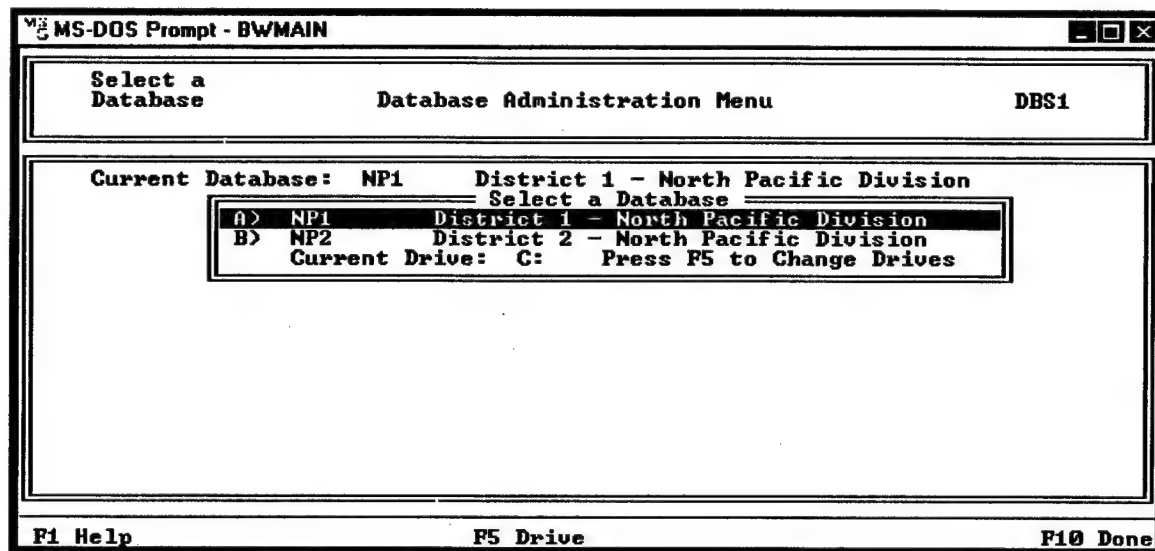 MS-DOS Prompt - BWMAIN
Select a
Database Database Administration Menu DBS1
Current Database: NP1 District 1 - North Pacific Division
Select a Database
A) NP1 District 1 - North Pacific Division
B) NP2 District 2 - North Pacific Division
Current Drive: C: Press F5 to Change Drives
F1 Help F5 Drive F10 Done